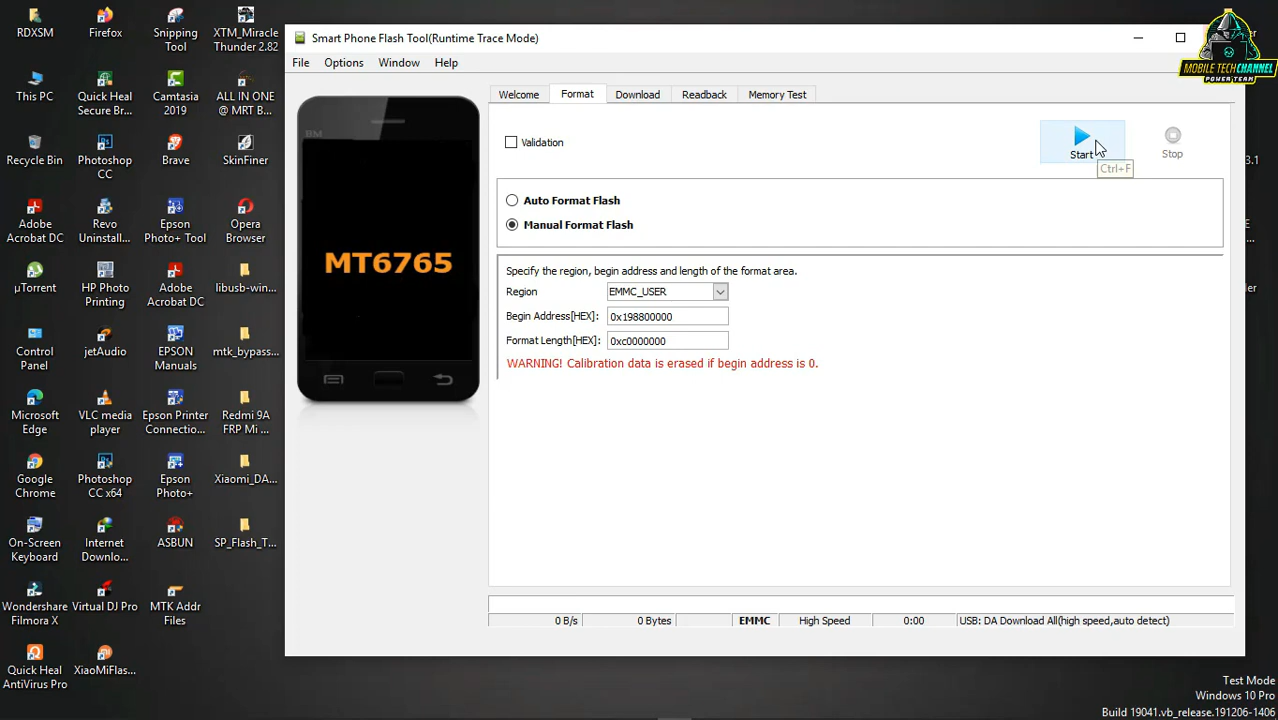 RDXSM
Firefox
Snipping
Tool
XTM_Miracle
Thunder 2.82
This PC
Quick Heal
Secure Br...
Camtasia
2019
ALL IN ONE
@ MRT B...
Recycle Bin
Photoshop
CC
Brave
SkinFiner
Adobe
Acrobat DC
Revo
Uninstall...
Epson
Photo+ Tool
Opera
Browser
µTorrent
HP Photo
Printing
Adobe
Acrobat DC
libusb-win...
Control
Panel
jetAudio
EPSON
Manuals
mtk_bypass...
Microsoft
Edge
VLC media
player
Epson Printer
Connectio...
Redmi 9A
FRP Mi ...
Google
Chrome
Photoshop
CC x64
Epson
Photo+
Xiaomi_DA...
On-Screen
Keyboard
Internet
Downlo...
ASBUN
SP_Flash_T...
Wondershare
Filmora X
Virtual DJ Pro
MTK Addr
Files
Quick Heal
AntiVirus Pro
XiaoMiFlas...
Smart Phone Flash Tool(Runtime Trace Mode)
File Options Window Help
BM
MT6765
Welcome Format Download Readback Memory Test
Validation
Start
Stop
Ctrl+F
Auto Format Flash
Manual Format Flash
Specify the region, begin address and length of the format area.
Region EMMC_USER
Begin Address[HEX]: 0x198800000
Format Length[HEX]: 0xc0000000
WARNING! Calibration data is erased if begin address is 0.
0 B/s 0 Bytes EMMC High Speed 0:00 USB: DA Download All(high speed,auto detect)
MOBILE TECH CHANNEL
POWER TEAM
3.1
Test Mode
Windows 10 Pro
Build 19041.vb_release.191206-1406